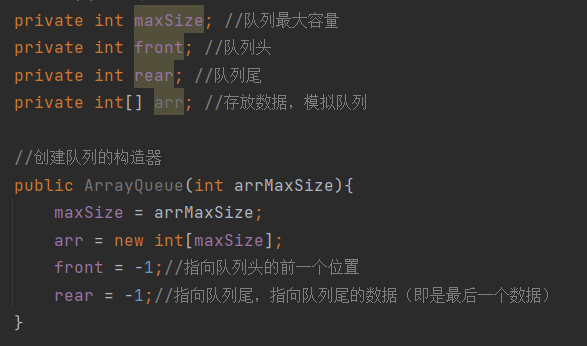 private int maxSize; //队列最大容量
private int front; //队列头
private int rear; //队列尾
private int[] arr; //存放数据，模拟队列
//创建队列的构造器
public ArrayQueue(int arrMaxSize){
maxSize = arrMaxSize;
arr = new int[maxSize];
front = -1;//指向队列头的前一个位置
rear = -1;//指向队列尾，指向队列尾的数据（即是最后一个数据）
}